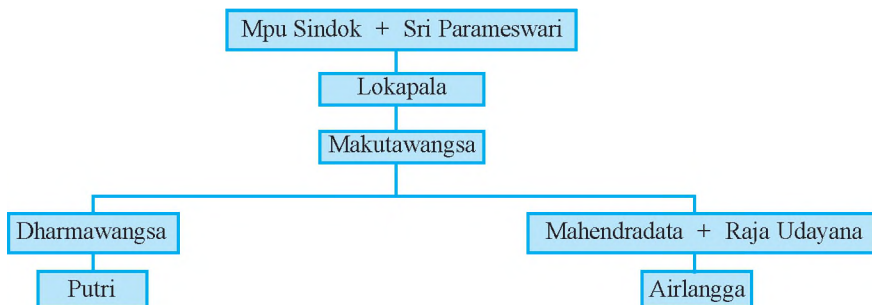 Mpu Sindok + Sri Parameswari
Lokapala
Makutawangsa
Dharmawangsa
Mahendradata + Raja Udayana
Putri
Airlangga